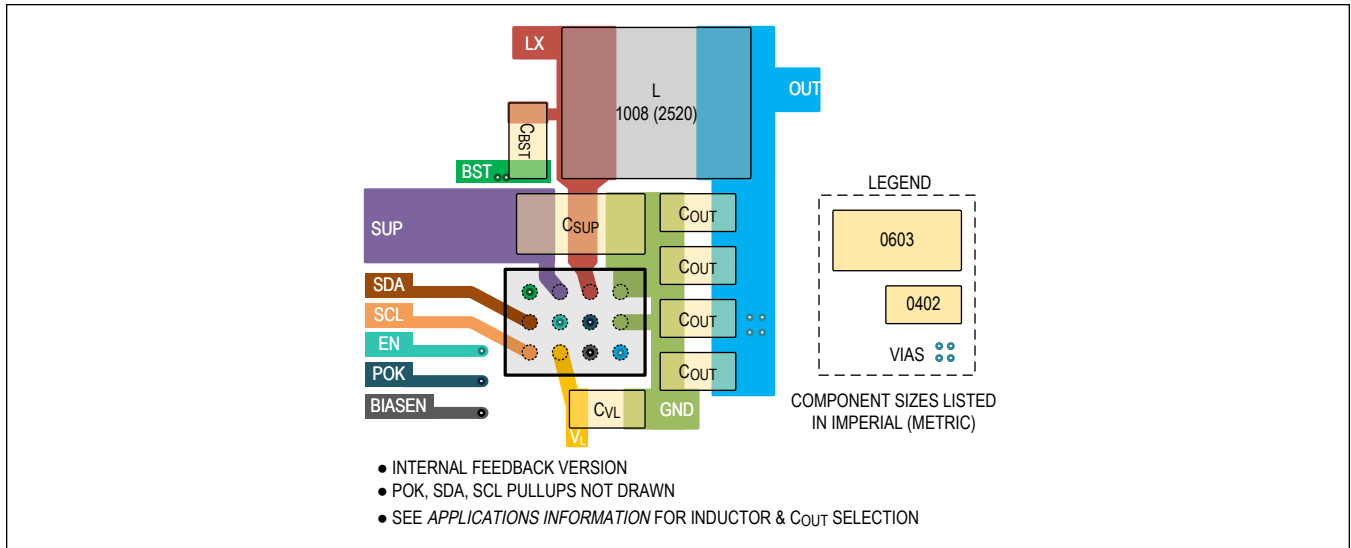 LX
L
1008 (2520)
OUT
CBST
BST
LEGEND
SUP
CSUP
COUT
0603
COUT
SDA
SCL
COUT
0402
EN
VIAS
POK
COUT
BIASEN
CVL
GND
COMPONENT SIZES LISTED
IN IMPERIAL (METRIC)
VL
● INTERNAL FEEDBACK VERSION
● POK, SDA, SCL PULLUPS NOT DRAWN
● SEE APPLICATIONS INFORMATION FOR INDUCTOR & COUT SELECTION